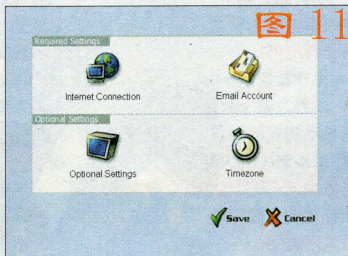 图 11
Required Settings
Internet Connection
Email Account
Optional Settings
Optional Settings
Timezone
Save
Cancel